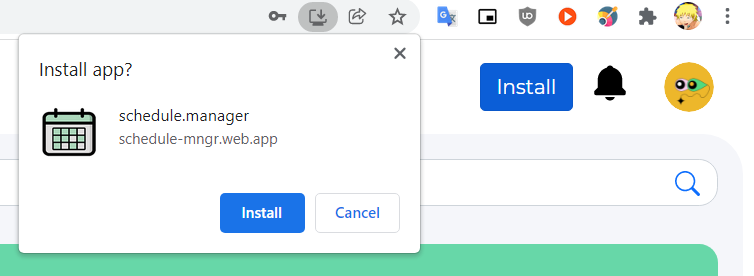 Install app?
schedule.manager
schedule-mngr.web.app
Install
Cancel
Install